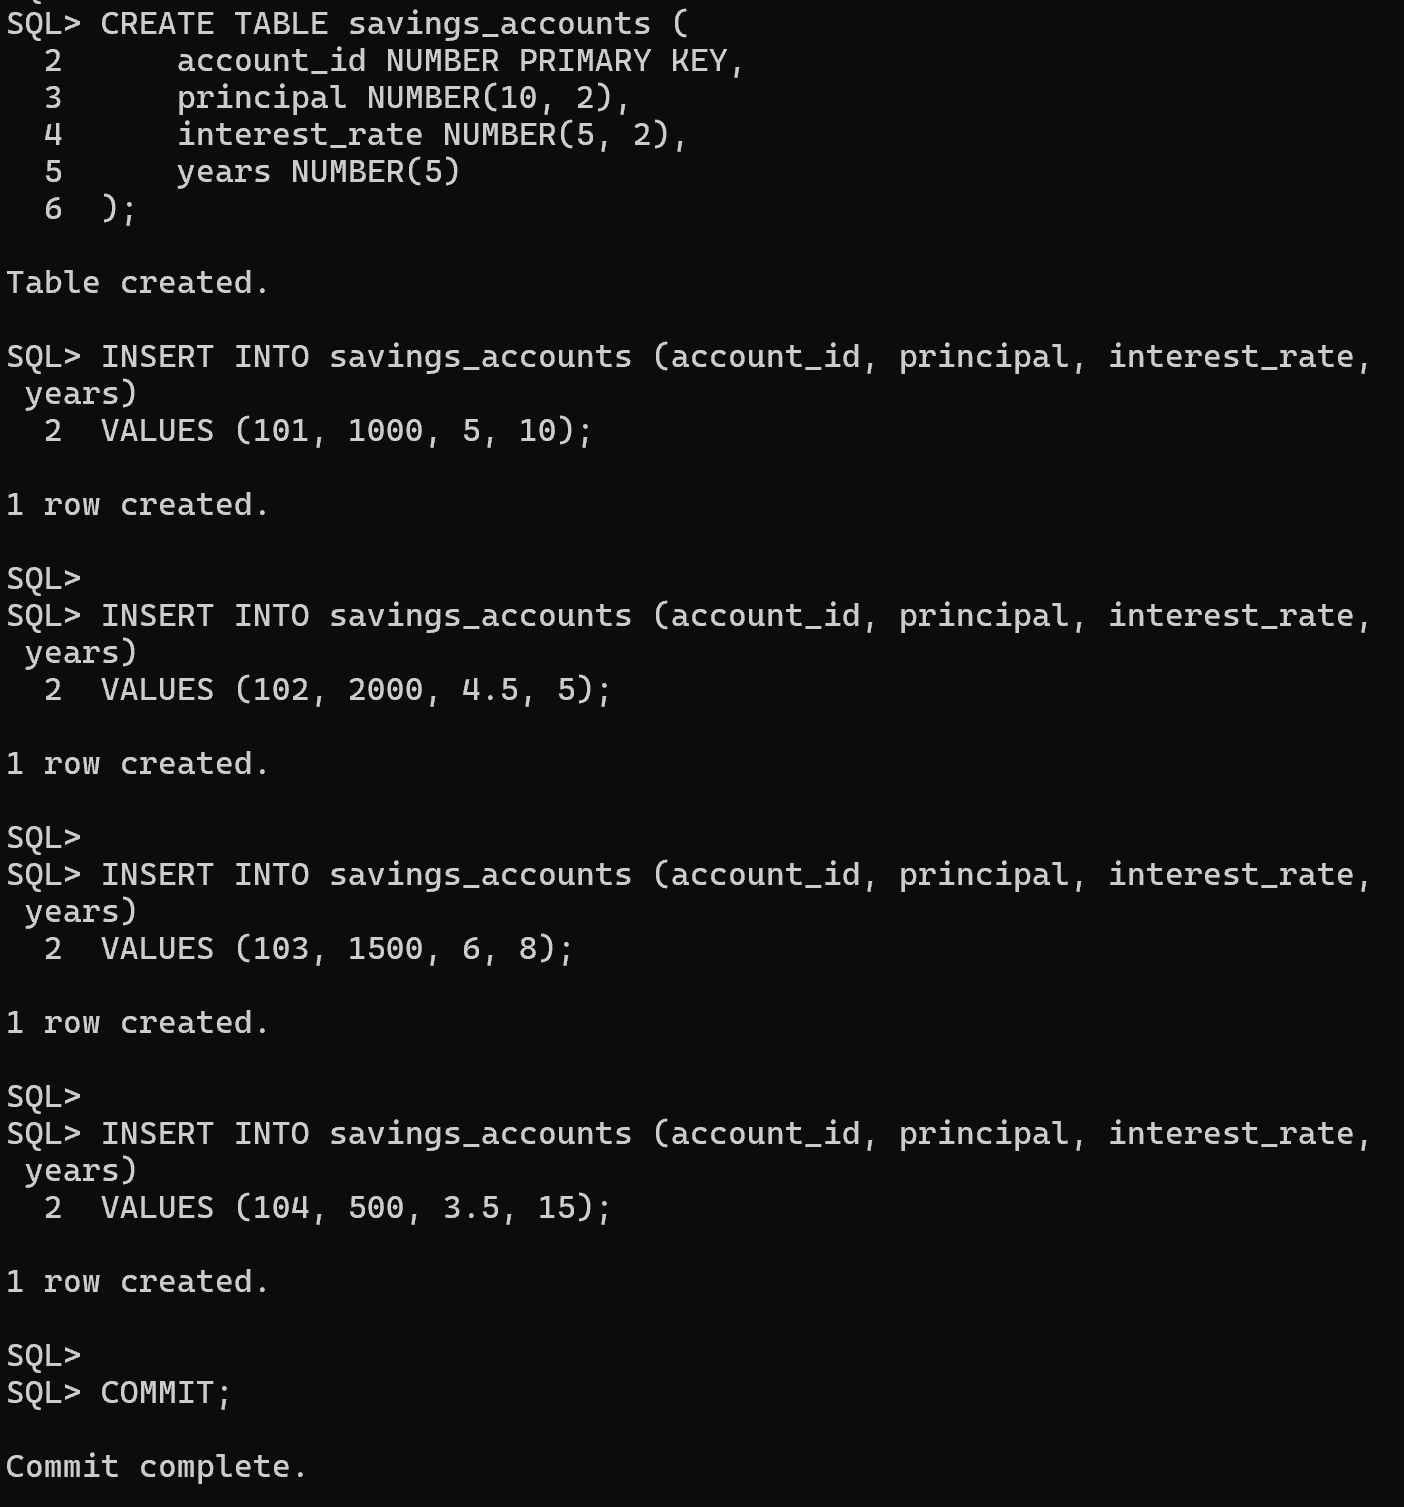 SQL> CREATE TABLE savings_accounts (
  2      account_id NUMBER PRIMARY KEY,
  3      principal NUMBER(10, 2),
  4      interest_rate NUMBER(5, 2),
  5      years NUMBER(5)
  6  );
Table created.
SQL> INSERT INTO savings_accounts (account_id, principal, interest_rate,
 years)
  2  VALUES (101, 1000, 5, 10);
1 row created.
SQL>
SQL> INSERT INTO savings_accounts (account_id, principal, interest_rate,
 years)
  2  VALUES (102, 2000, 4.5, 5);
1 row created.
SQL>
SQL> INSERT INTO savings_accounts (account_id, principal, interest_rate,
 years)
  2  VALUES (103, 1500, 6, 8);
1 row created.
SQL>
SQL> INSERT INTO savings_accounts (account_id, principal, interest_rate,
 years)
  2  VALUES (104, 500, 3.5, 15);
1 row created.
SQL>
SQL> COMMIT;
Commit complete.